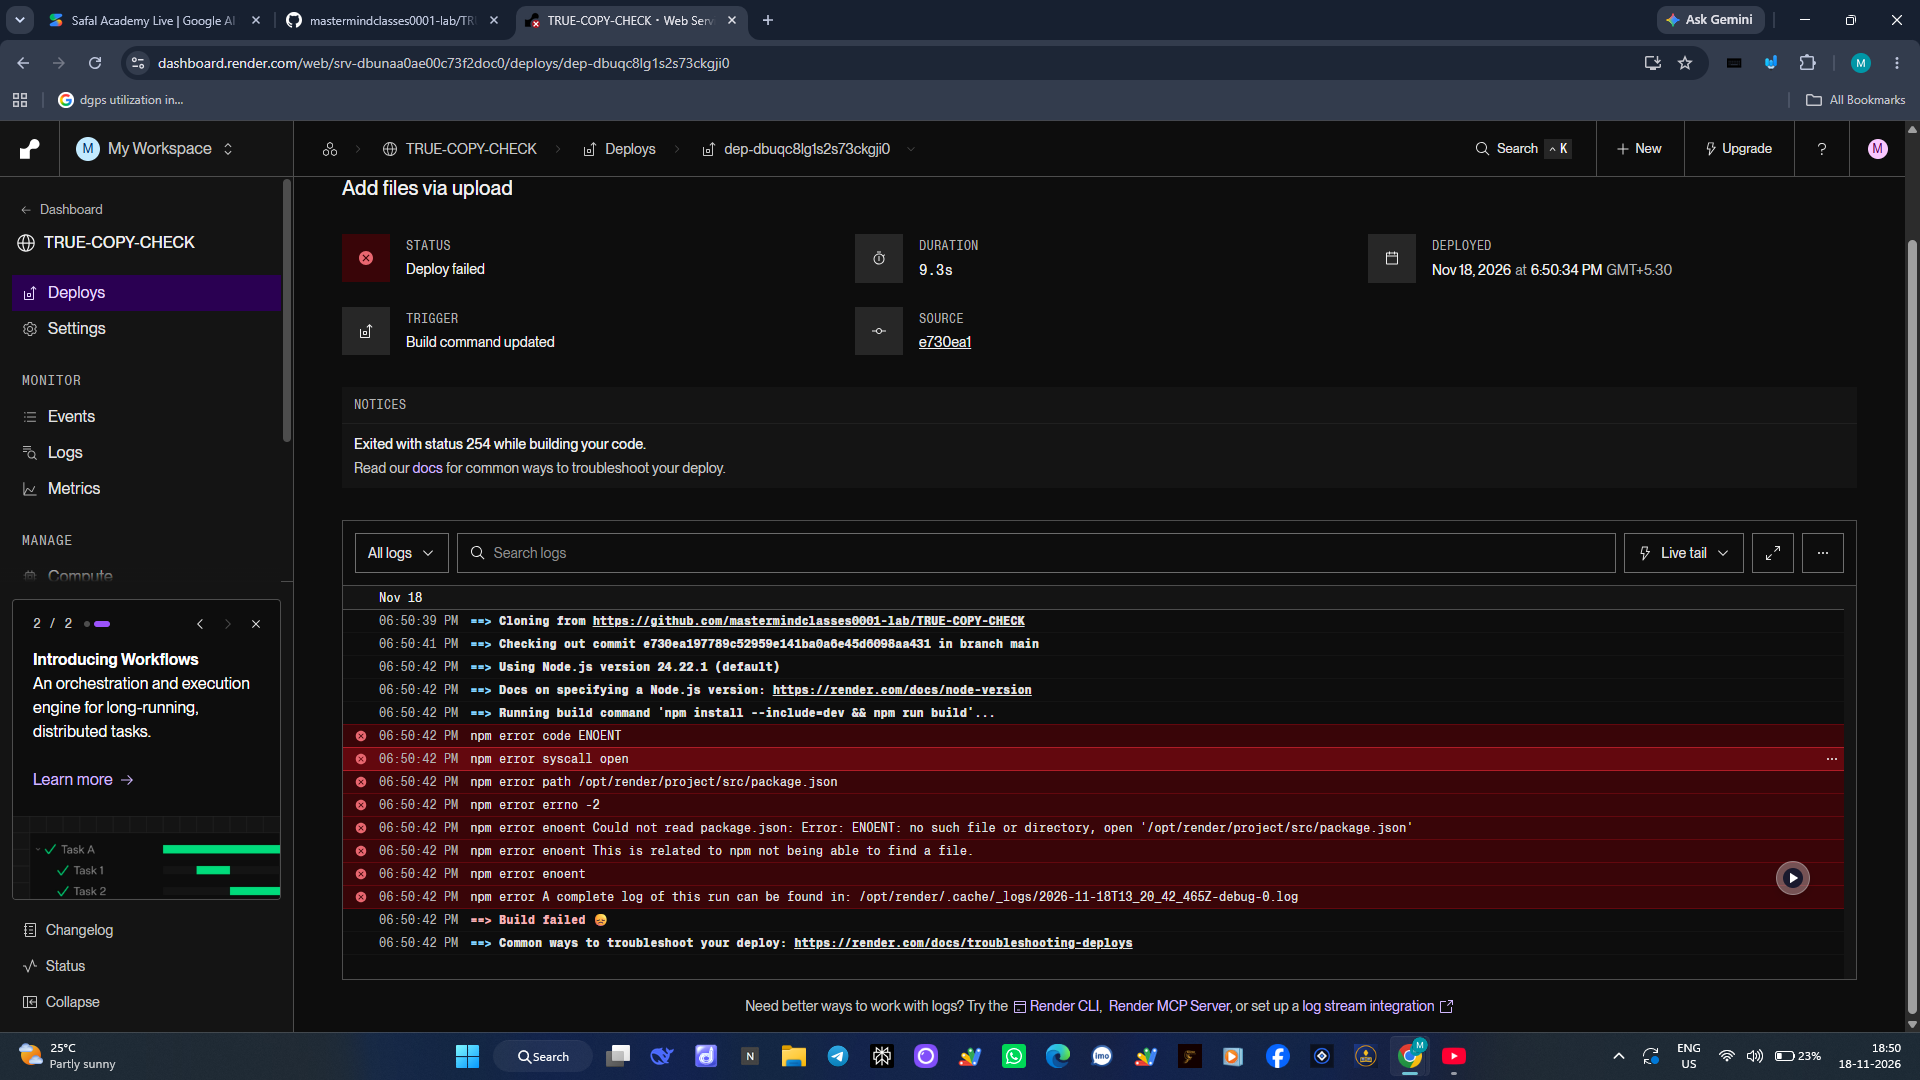 Safal Academy Live | Google AI
mastermindclasses0001-lab/TR
TRUE-COPY-CHECK · Web Serv
Ask Gemini
dashboard.render.com/web/srv-dbunaa0ae00c73f2doc0/deploys/dep-dbuqc8lg1s2s73ckgji0
M
dgps utilization in...
All Bookmarks
M My Workspace
TRUE-COPY-CHECK
Deploys
dep-dbuqc8lg1s2s73ckgji0
Search ^ K
+ New
Upgrade
?
M
Dashboard
TRUE-COPY-CHECK
Deploys
Settings
MONITOR
Events
Logs
Metrics
MANAGE
Compute
2 / 2
Introducing Workflows
An orchestration and execution
engine for long-running,
distributed tasks.
Learn more →
Task A
Task 1
Task 2
Changelog
Status
Collapse
Add files via upload
STATUS
Deploy failed
DURATION
9.3s
DEPLOYED
Nov 18, 2026 at 6:50:34 PM GMT+5:30
TRIGGER
Build command updated
SOURCE
e730ea1
NOTICES
Exited with status 254 while building your code.
Read our docs for common ways to troubleshoot your deploy.
All logs
Search logs
Live tail
Nov 18
06:50:39 PM ==> Cloning from https://github.com/mastermindclasses0001-lab/TRUE-COPY-CHECK
06:50:41 PM ==> Checking out commit e730ea197789c52959e141ba0a6e45d6098aa431 in branch main
06:50:42 PM ==> Using Node.js version 24.22.1 (default)
06:50:42 PM ==> Docs on specifying a Node.js version: https://render.com/docs/node-version
06:50:42 PM ==> Running build command 'npm install --include=dev && npm run build'...
06:50:42 PM npm error code ENOENT
06:50:42 PM npm error syscall open
06:50:42 PM npm error path /opt/render/project/src/package.json
06:50:42 PM npm error errno -2
06:50:42 PM npm error enoent Could not read package.json: Error: ENOENT: no such file or directory, open '/opt/render/project/src/package.json'
06:50:42 PM npm error enoent This is related to npm not being able to find a file.
06:50:42 PM npm error enoent
06:50:42 PM npm error A complete log of this run can be found in: /opt/render/.cache/_logs/2026-11-18T13_20_42_465Z-debug-0.log
06:50:42 PM ==> Build failed 😞
06:50:42 PM ==> Common ways to troubleshoot your deploy: https://render.com/docs/troubleshooting-deploys
Need better ways to work with logs? Try the Render CLI, Render MCP Server, or set up a log stream integration
25°C
Partly sunny
Search
ENG
US
23%
18:50
18-11-2026